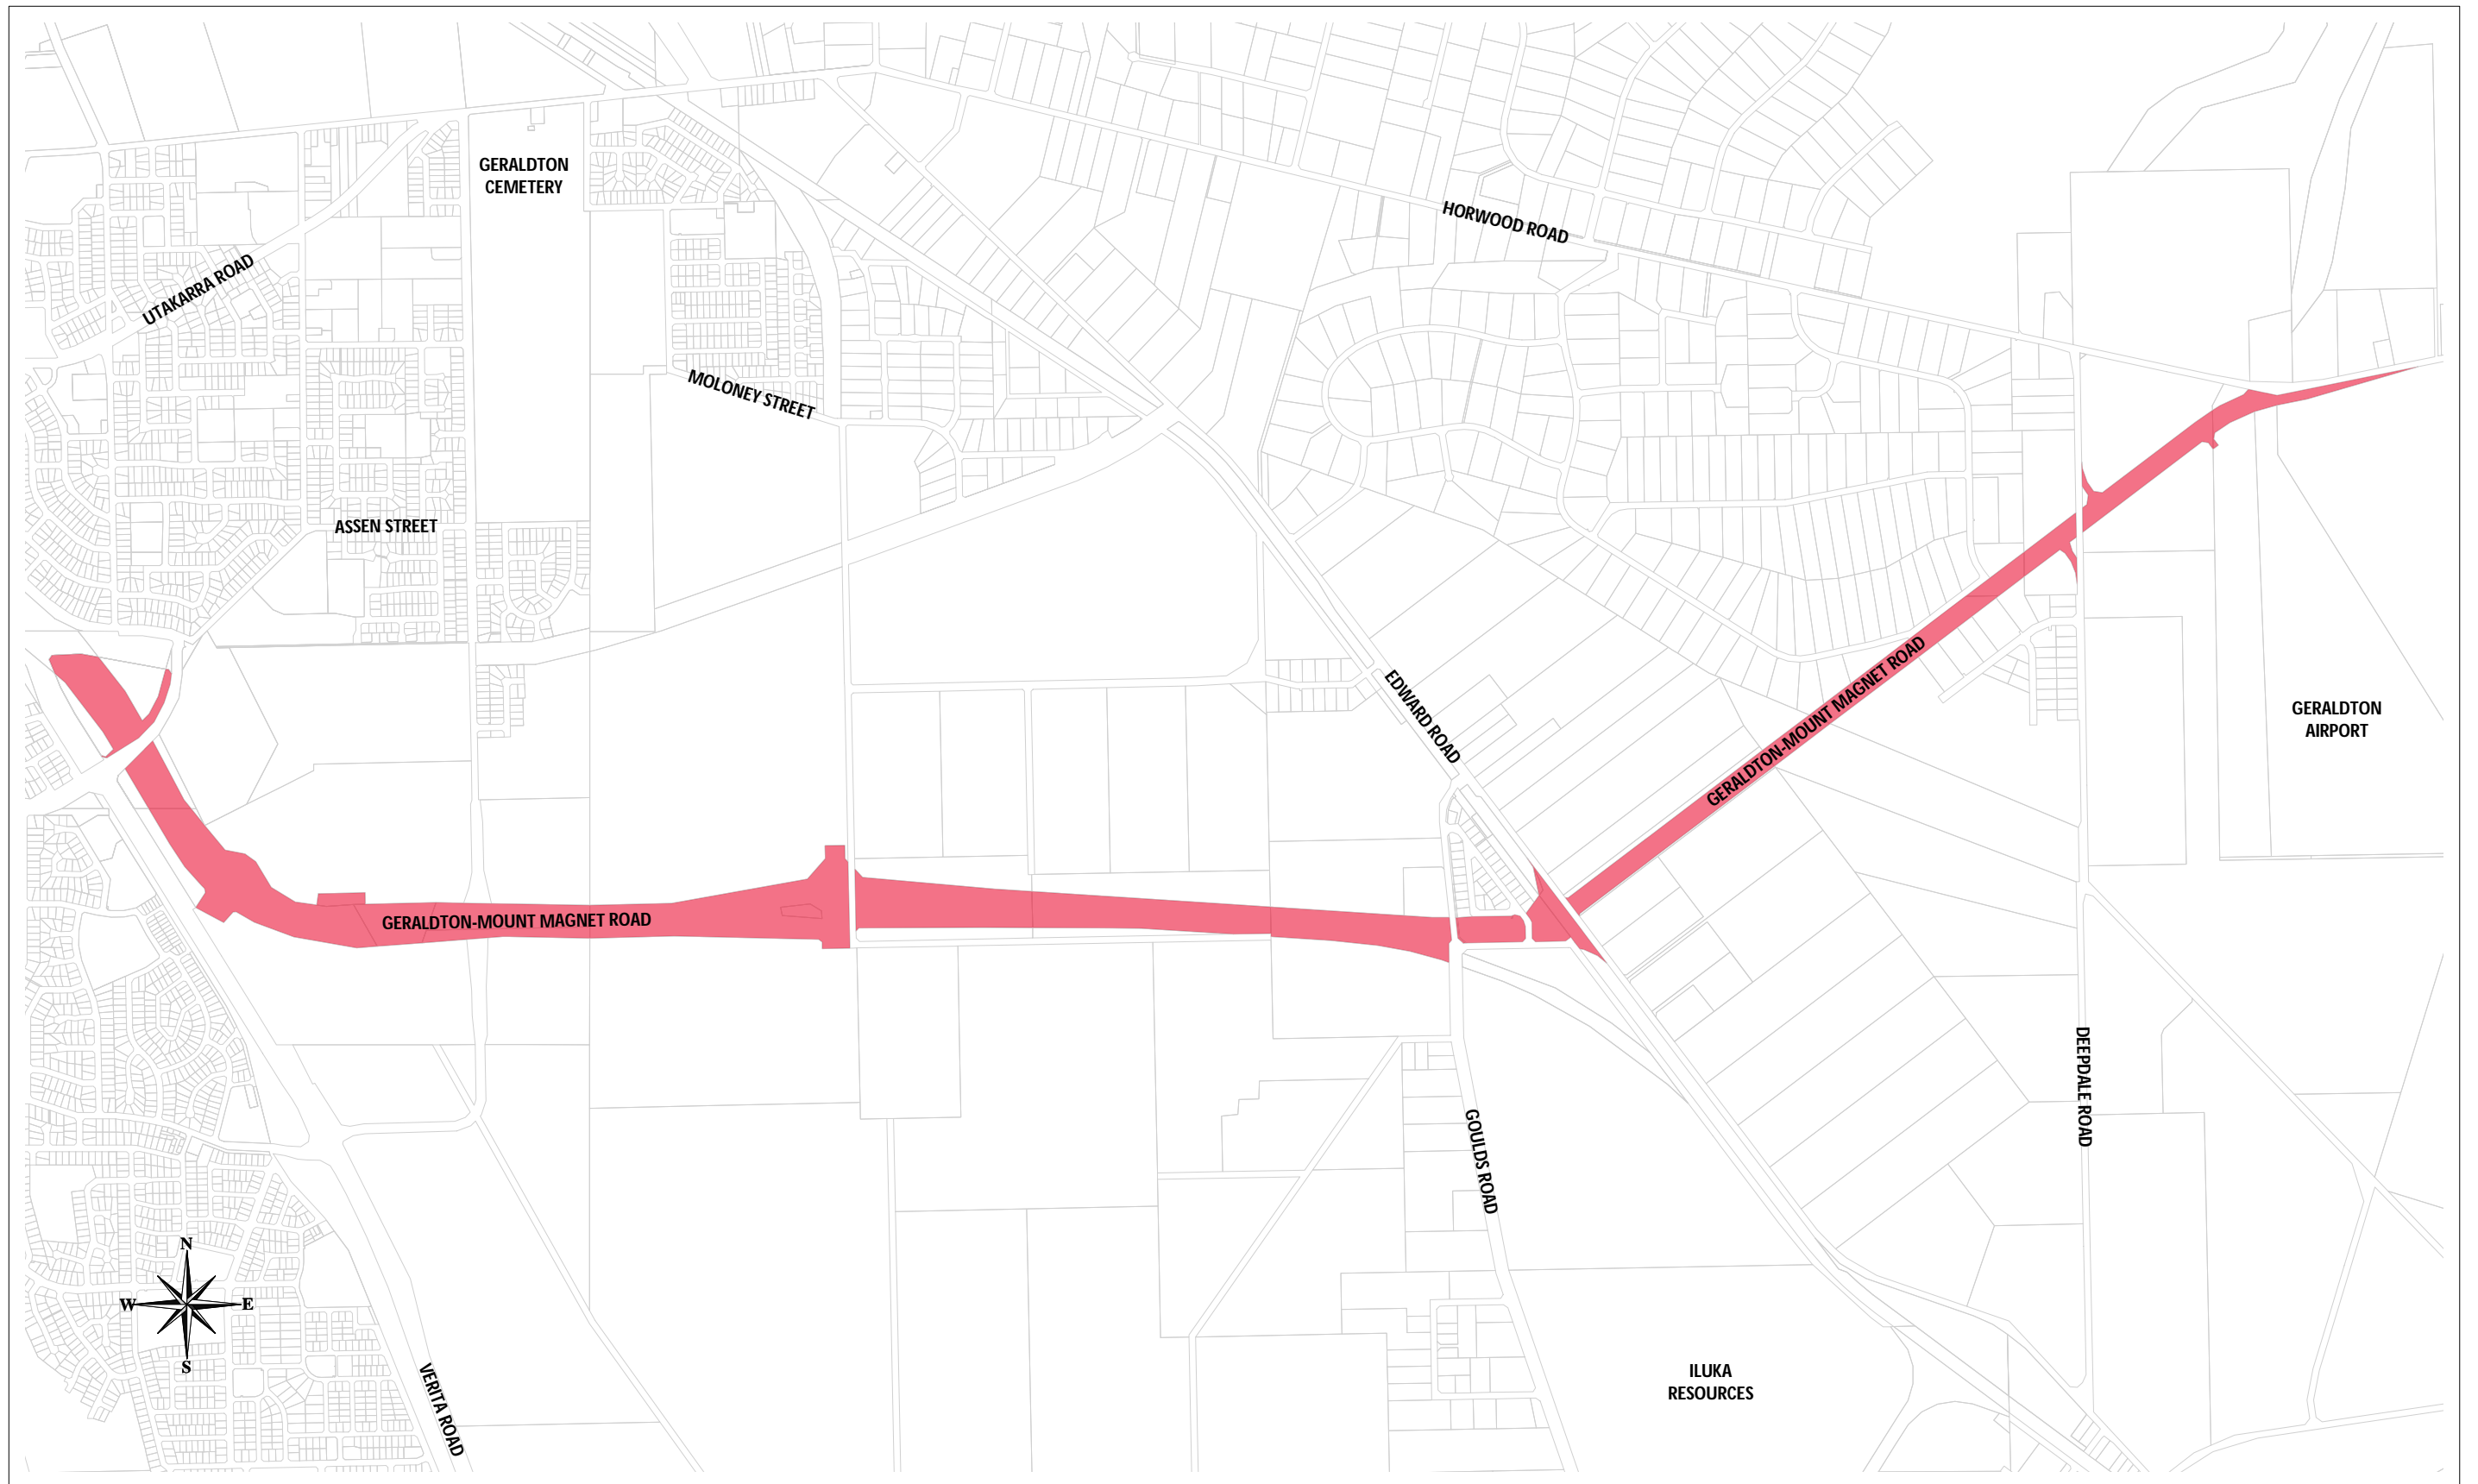 GERALDTON
CEMETERY
HORWOOD ROAD
UTAKARRA ROAD
MOLONEY STREET
ASSEN STREET
EDWARD ROAD
GERALDTON-MOUNT MAGNET ROAD
GERALDTON
AIRPORT
GERALDTON-MOUNT MAGNET ROAD
DEEPDALE ROAD
GOULDS ROAD
N
W
E
S
VERITA ROAD
ILUKA
RESOURCES